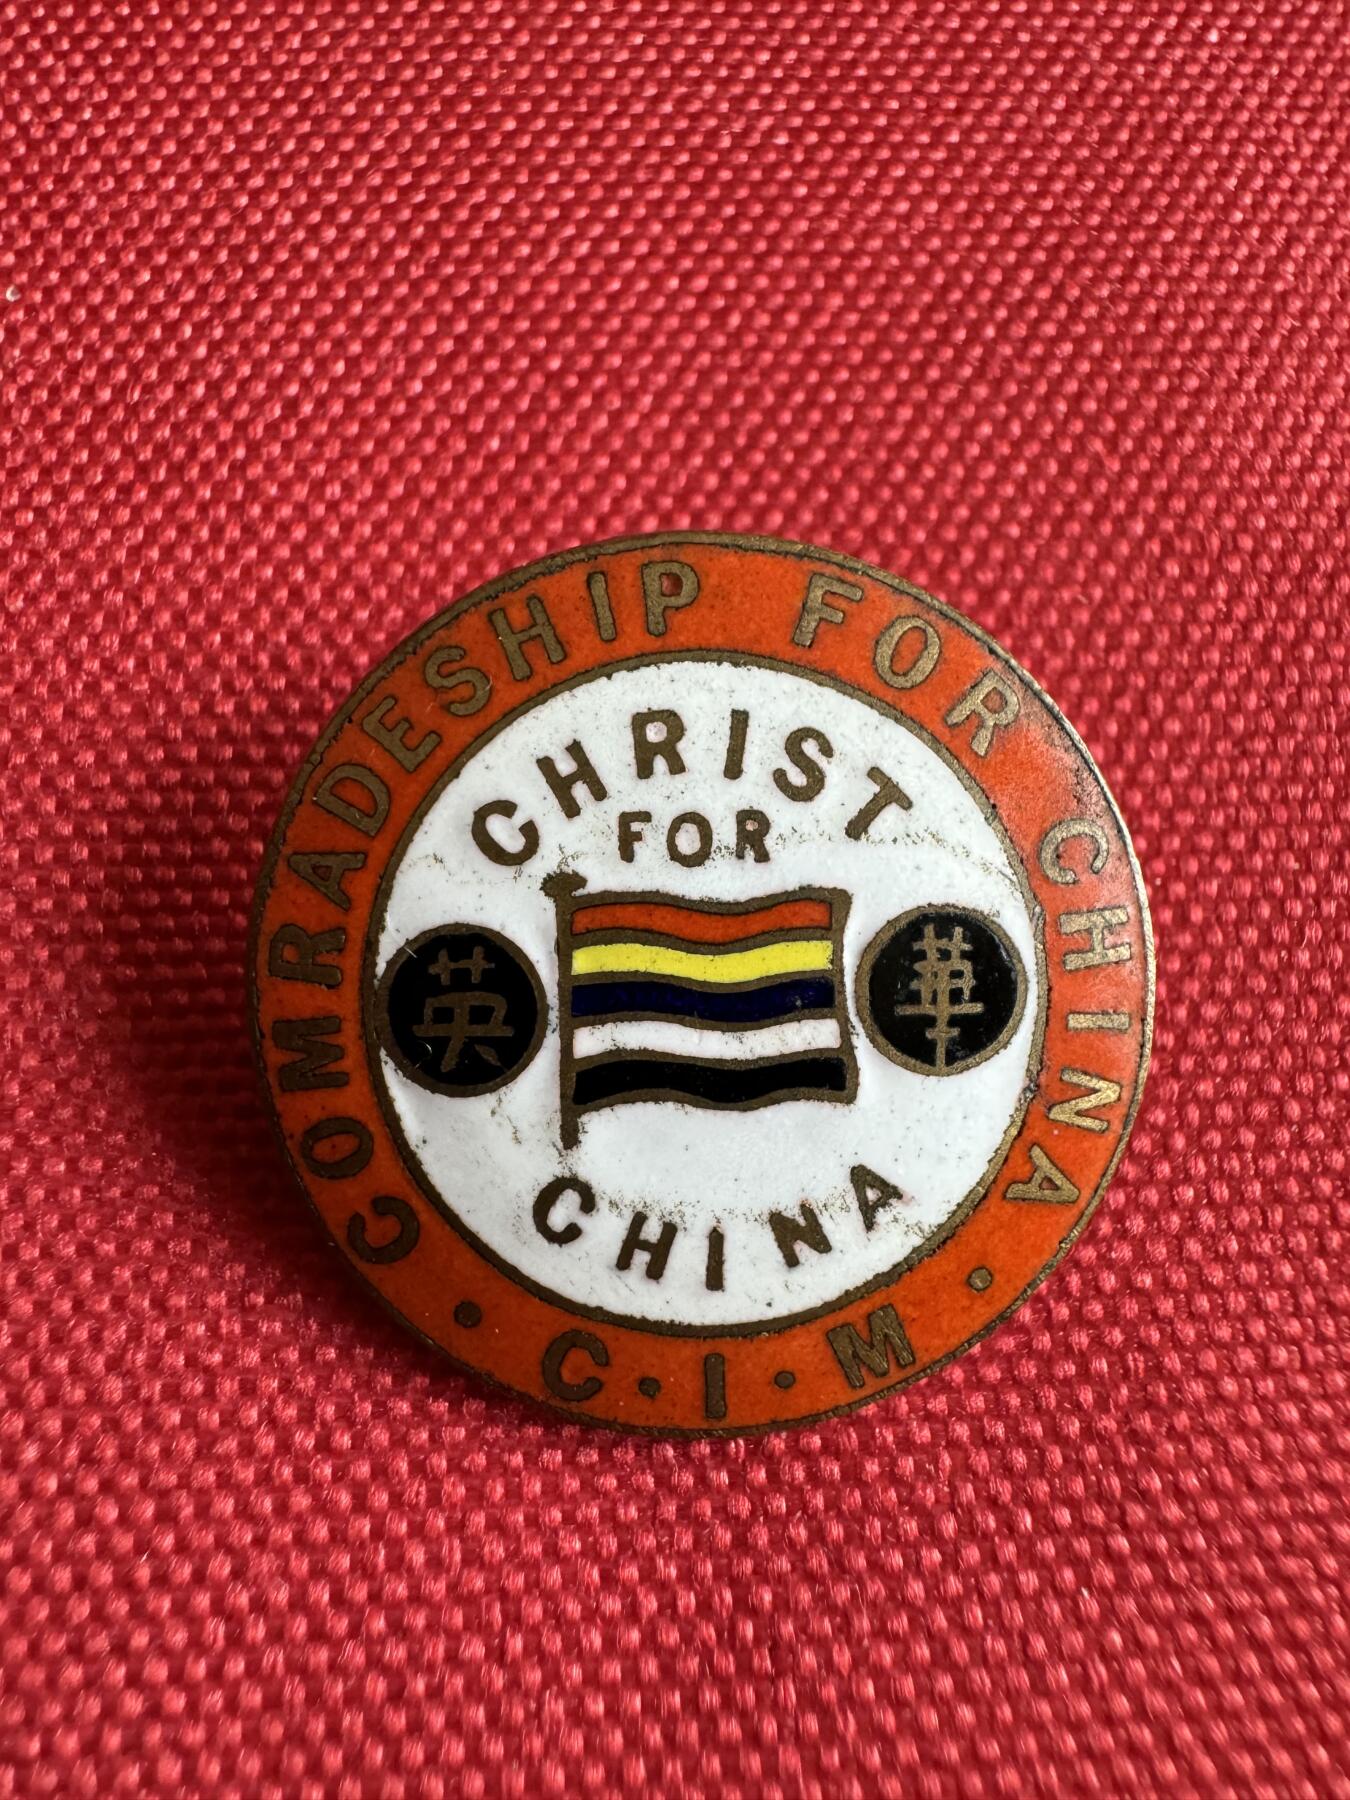 COMRADESHIP FOR CHINA
CHRIST
FOR
英
華
CHINA
· C · I · M ·